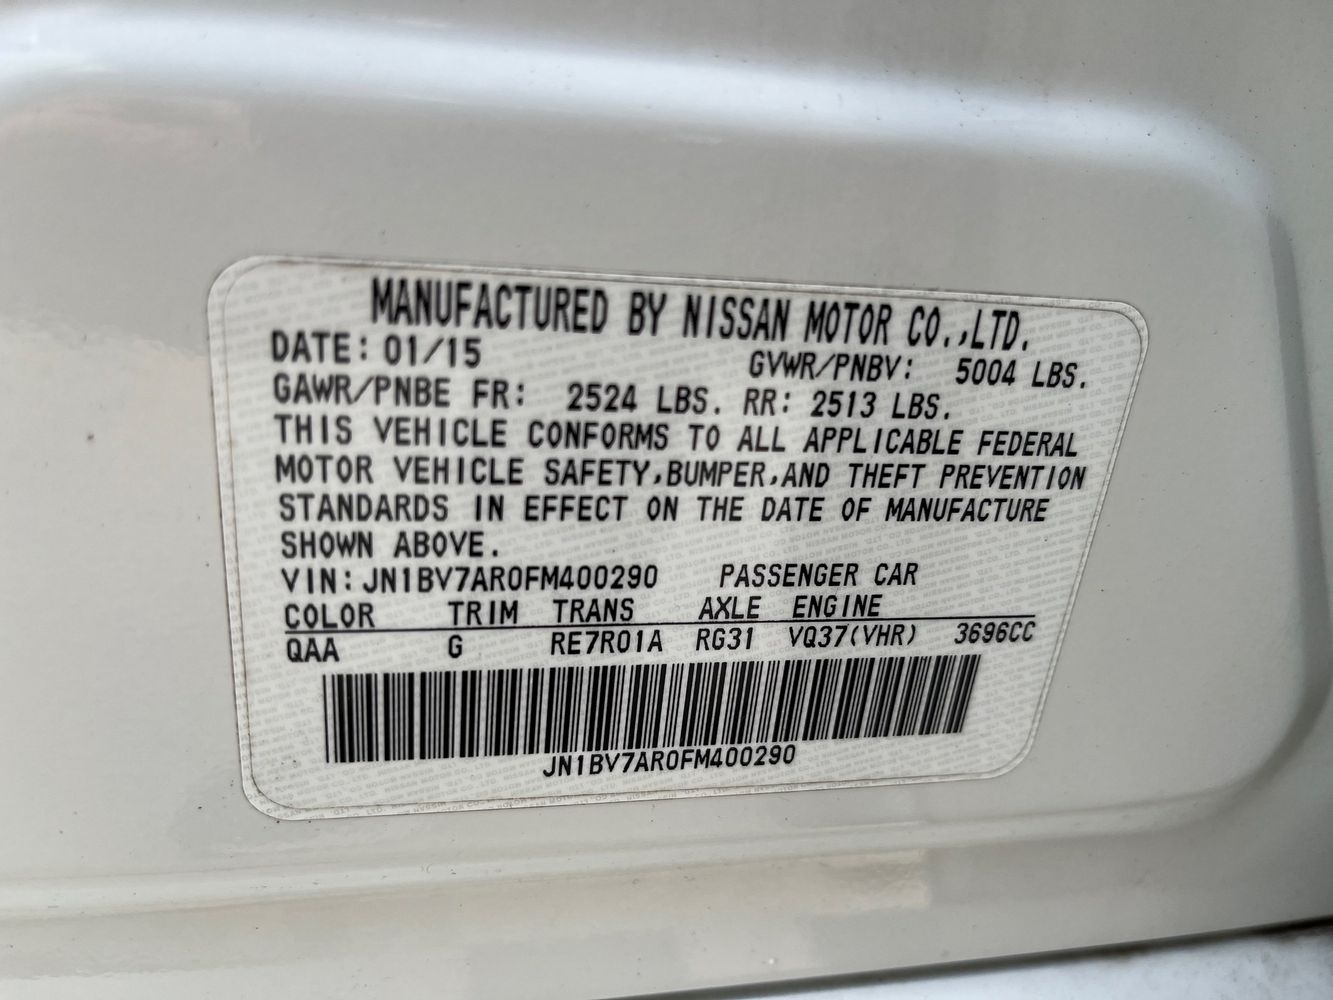 MANUFACTURED BY NISSAN MOTOR CO.,LTD.
DATE: 01/15 GVWR/PNBV: 5004 LBS.
GAWR/PNBE FR: 2524 LBS. RR: 2513 LBS.
THIS VEHICLE CONFORMS TO ALL APPLICABLE FEDERAL
MOTOR VEHICLE SAFETY,BUMPER,AND THEFT PREVENTION
STANDARDS IN EFFECT ON THE DATE OF MANUFACTURE
SHOWN ABOVE.
VIN: JN1BV7AR0FM400290 PASSENGER CAR
COLOR TRIM TRANS AXLE ENGINE
QAA G RE7R01A RG31 VQ37(VHR) 3696CC
JN1BV7AR0FM400290